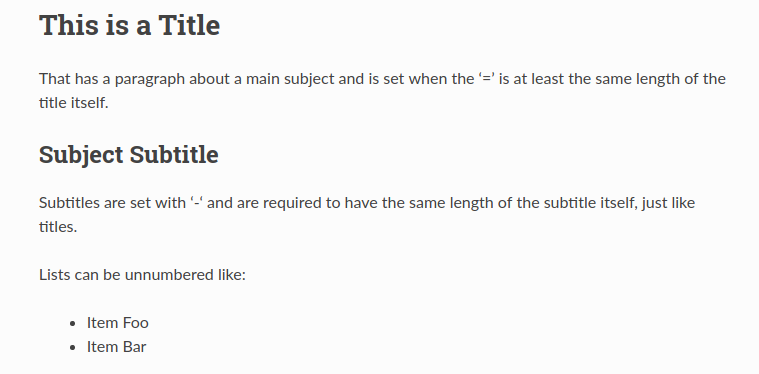 This is a Title
That has a paragraph about a main subject and is set when the ‘=’ is at least the same length of the
title itself.
Subject Subtitle
Subtitles are set with ‘-‘ and are required to have the same length of the subtitle itself, just like
titles.
Lists can be unnumbered like:
• Item Foo
• Item Bar